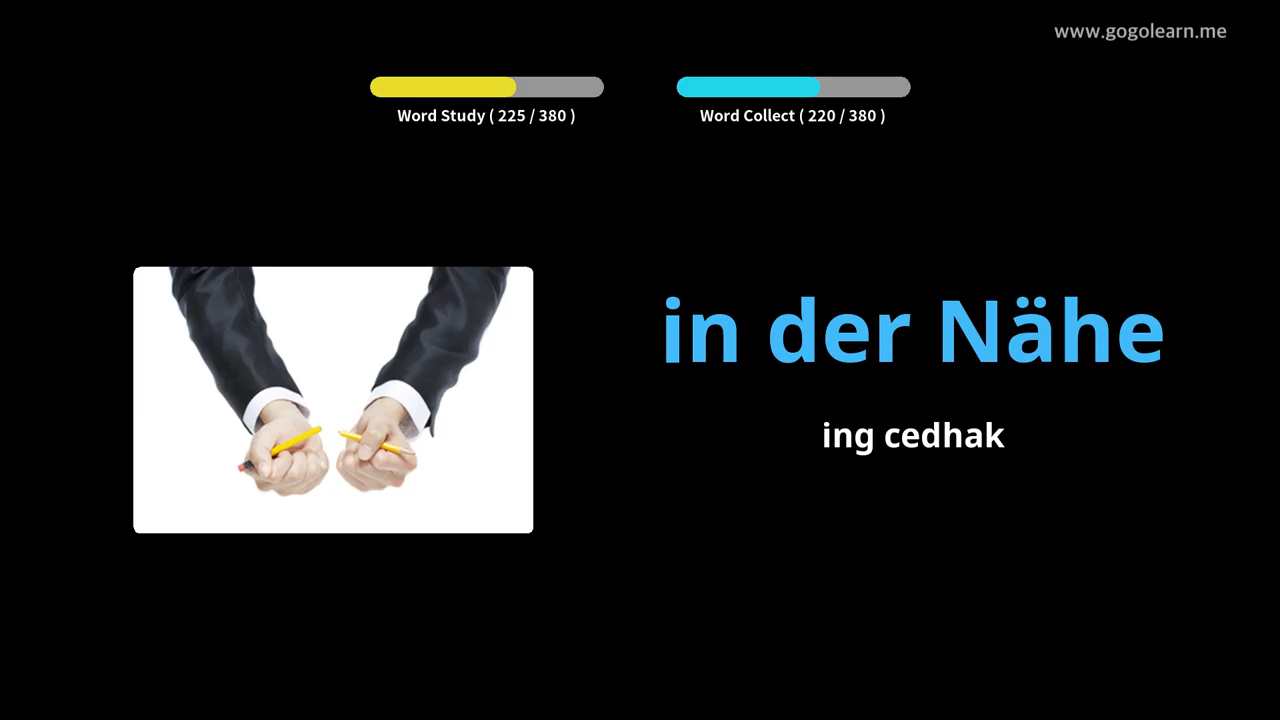 www.gogolearn.me
Word Study ( 225 / 380 )
Word Collect ( 220 / 380 )
in der Nähe
ing cedhak